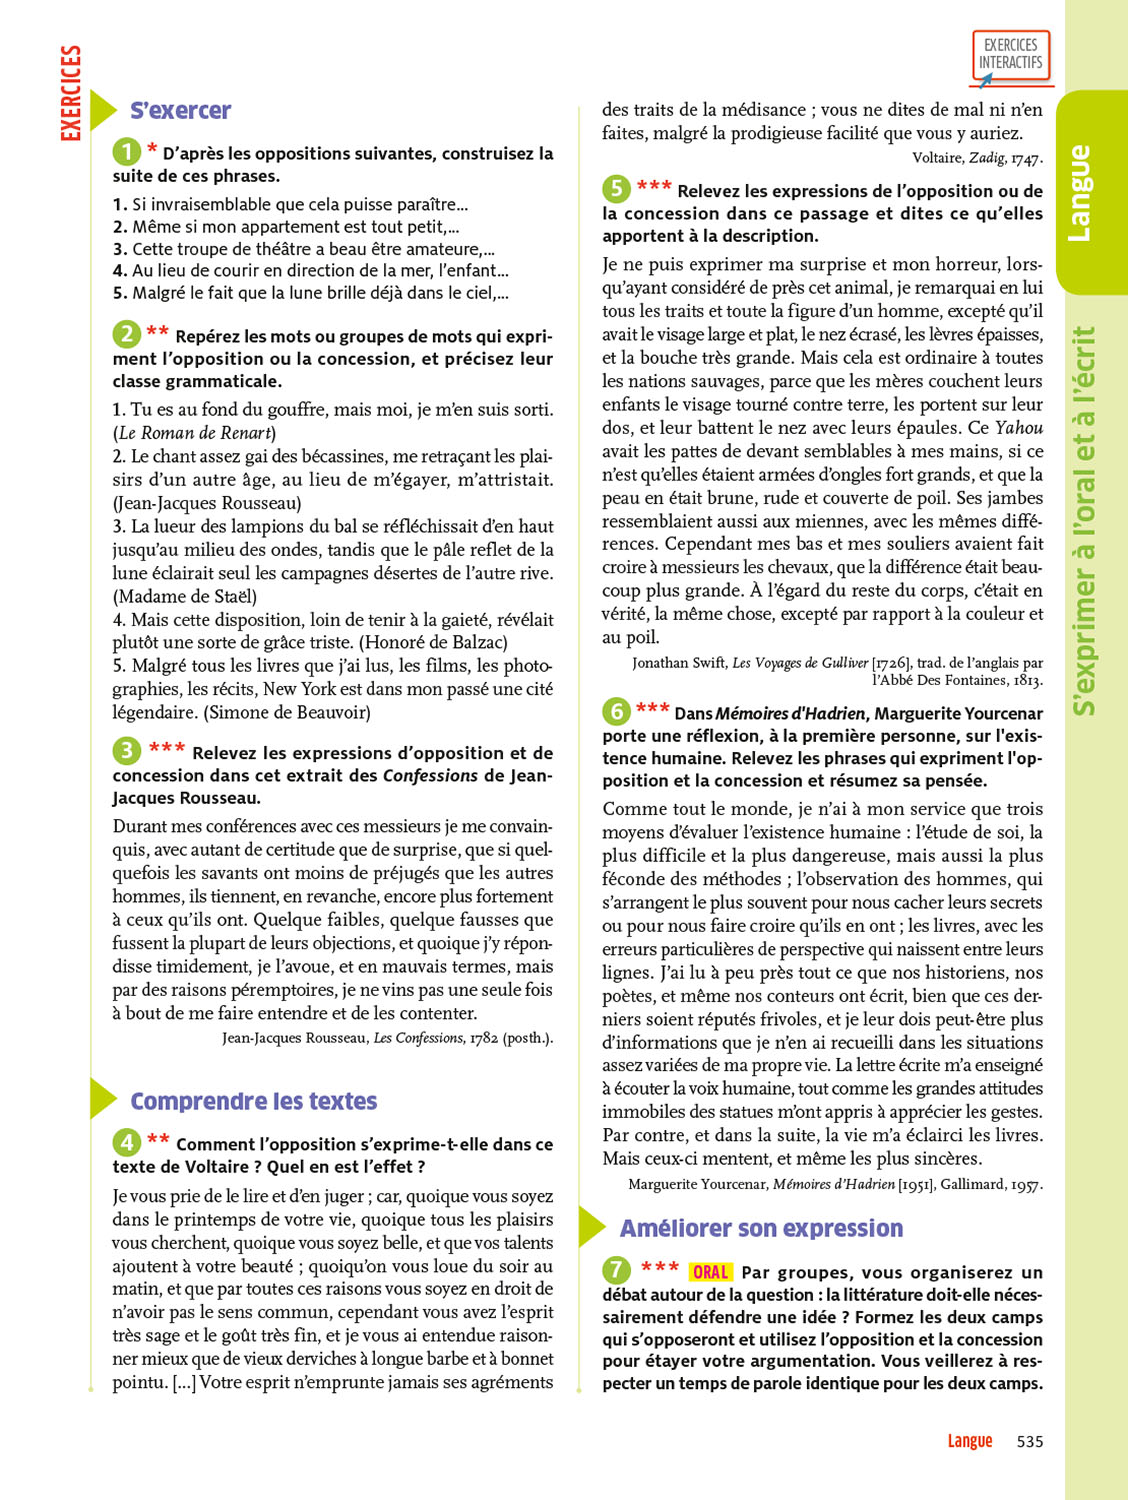 EXERCICES
S'exercer
1 * D'après les oppositions suivantes, construisez la
suite de ces phrases.
1. Si invraisemblable que cela puisse paraître...
2. Même si mon appartement est tout petit,...
3. Cette troupe de théâtre a beau être amateure,...
4. Au lieu de courir en direction de la mer, l'enfant...
5. Malgré le fait que la lune brille déjà dans le ciel,...
2 ** Repérez les mots ou groupes de mots qui expri-
ment l'opposition ou la concession, et précisez leur
classe grammaticale.
1. Tu es au fond du gouffre, mais moi, je m'en suis sorti.
(Le Roman de Renart)
2. Le chant assez gai des bécassines, me retraçant les plai-
sirs d'un autre âge, au lieu de m'égayer, m'attristait.
(Jean-Jacques Rousseau)
3. La lueur des lampions du bal se réfléchissait d'en haut
jusqu'au milieu des ondes, tandis que le pâle reflet de la
lune éclairait seul les campagnes désertes de l'autre rive.
(Madame de Staël)
4. Mais cette disposition, loin de tenir à la gaieté, révélait
plutôt une sorte de grâce triste. (Honoré de Balzac)
5. Malgré tous les livres que j'ai lus, les films, les photo-
graphies, les récits, New York est dans mon passé une cité
légendaire. (Simone de Beauvoir)
3 *** Relevez les expressions d'opposition et de
concession dans cet extrait des Confessions de Jean-
Jacques Rousseau.
Durant mes conférences avec ces messieurs je me convain-
quis, avec autant de certitude que de surprise, que si quel-
quefois les savants ont moins de préjugés que les autres
hommes, ils tiennent, en revanche, encore plus fortement
à ceux qu'ils ont. Quelque faibles, quelque fausses que
fussent la plupart de leurs objections, et quoique j'y répon-
disse timidement, je l'avoue, et en mauvais termes, mais
par des raisons péremptoires, je ne vins pas une seule fois
à bout de me faire entendre et de les contenter.
Jean-Jacques Rousseau, Les Confessions, 1782 (posth.).
Comprendre les textes
4 ** Comment l'opposition s'exprime-t-elle dans ce
texte de Voltaire ? Quel en est l'effet ?
Je vous prie de le lire et d'en juger ; car, quoique vous soyez
dans le printemps de votre vie, quoique tous les plaisirs
vous cherchent, quoique vous soyez belle, et que vos talents
ajoutent à votre beauté ; quoiqu'on vous loue du soir au
matin, et que par toutes ces raisons vous soyez en droit de
n'avoir pas le sens commun, cependant vous avez l'esprit
très sage et le goût très fin, et je vous ai entendue raison-
ner mieux que de vieux derviches à longue barbe et à bonnet
pointu. [...] Votre esprit n'emprunte jamais ses agréments
EXERCICES
INTERACTIFS
des traits de la médisance ; vous ne dites de mal ni n'en
faites, malgré la prodigieuse facilité que vous y auriez.
Voltaire, Zadig, 1747.
5 *** Relevez les expressions de l'opposition ou de
la concession dans ce passage et dites ce qu'elles
apportent à la description.
Je ne puis exprimer ma surprise et mon horreur, lors-
qu'ayant considéré de près cet animal, je remarquai en lui
tous les traits et toute la figure d'un homme, excepté qu'il
avait le visage large et plat, le nez écrasé, les lèvres épaisses,
et la bouche très grande. Mais cela est ordinaire à toutes
les nations sauvages, parce que les mères couchent leurs
enfants le visage tourné contre terre, les portent sur leur
dos, et leur battent le nez avec leurs épaules. Ce Yahou
avait les pattes de devant semblables à mes mains, si ce
n'est qu'elles étaient armées d'ongles fort grands, et que la
peau en était brune, rude et couverte de poil. Ses jambes
ressemblaient aussi aux miennes, avec les mêmes diffé-
rences. Cependant mes bas et mes souliers avaient fait
croire à messieurs les chevaux, que la différence était beau-
coup plus grande. À l'égard du reste du corps, c'était en
vérité, la même chose, excepté par rapport à la couleur et
au poil.
Jonathan Swift, Les Voyages de Gulliver [1726], trad. de l'anglais par
l'Abbé Des Fontaines, 1813.
6 *** Dans Mémoires d'Hadrien, Marguerite Yourcenar
porte une réflexion, à la première personne, sur l'exis-
tence humaine. Relevez les phrases qui expriment l'op-
position et la concession et résumez sa pensée.
Comme tout le monde, je n'ai à mon service que trois
moyens d'évaluer l'existence humaine : l'étude de soi, la
plus difficile et la plus dangereuse, mais aussi la plus
féconde des méthodes ; l'observation des hommes, qui
s'arrangent le plus souvent pour nous cacher leurs secrets
ou pour nous faire croire qu'ils en ont ; les livres, avec les
erreurs particulières de perspective qui naissent entre leurs
lignes. J'ai lu à peu près tout ce que nos historiens, nos
poètes, et même nos conteurs ont écrit, bien que ces der-
niers soient réputés frivoles, et je leur dois peut-être plus
d'informations que je n'en ai recueilli dans les situations
assez variées de ma propre vie. La lettre écrite m'a enseigné
à écouter la voix humaine, tout comme les grandes attitudes
immobiles des statues m'ont appris à apprécier les gestes.
Par contre, et dans la suite, la vie m'a éclairci les livres.
Mais ceux-ci mentent, et même les plus sincères.
Marguerite Yourcenar, Mémoires d'Hadrien [1951], Gallimard, 1957.
Améliorer son expression
7 *** ORAL Par groupes, vous organiserez un
débat autour de la question : la littérature doit-elle néces-
sairement défendre une idée ? Formez les deux camps
qui s'opposeront et utilisez l'opposition et la concession
pour étayer votre argumentation. Vous veillerez à res-
pecter un temps de parole identique pour les deux camps.
Langue
S'exprimer à l'oral et à l'écrit
Langue 535